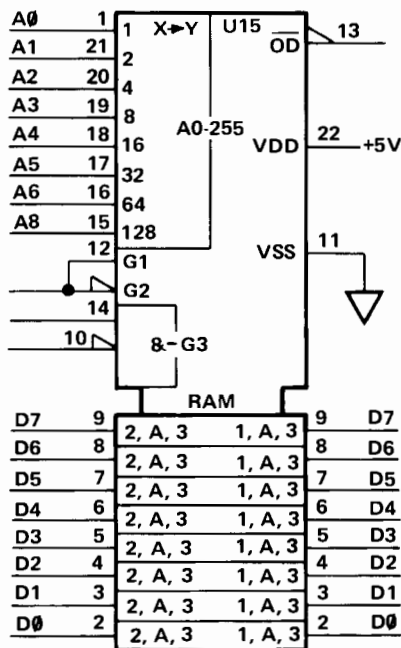 A0 1 1 X→Y U15 OD 13
A1 21 2
A2 20 4
A3 19 8
A4 18 16 A0-255 VDD 22 +5V
A5 17 32
A6 16 64
A8 15 128
12 G1 VSS 11
G2
14
10 &-G3
RAM
D7 9 2, A, 3 1, A, 3 9 D7
D6 8 2, A, 3 1, A, 3 8 D6
D5 7 2, A, 3 1, A, 3 7 D5
D4 6 2, A, 3 1, A, 3 6 D4
D3 5 2, A, 3 1, A, 3 5 D3
D2 4 2, A, 3 1, A, 3 4 D2
D1 3 2, A, 3 1, A, 3 3 D1
D0 2 2, A, 3 1, A, 3 2 D0